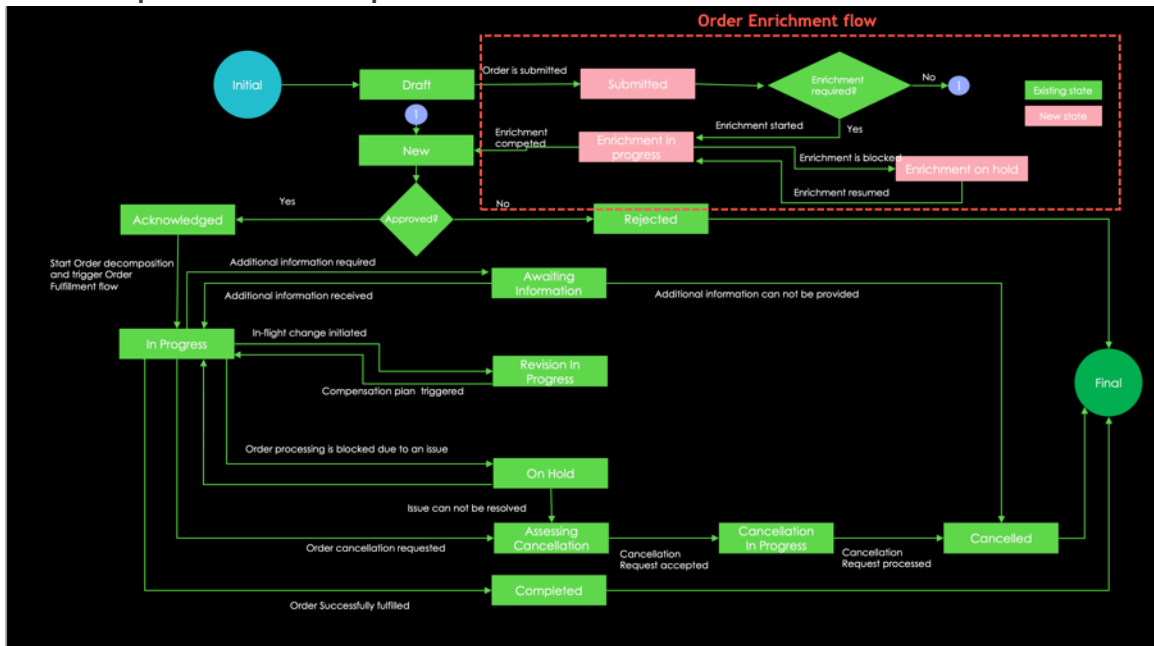 Order Enrichment flow
Initial
Draft
Order is submitted
Submitted
Enrichment
required?
No
1
Existing state
New state
1
Enrichment started
Yes
Enrichment
competed
New
Enrichment in
progress
Enrichment is blocked
Enrichment on hold
Enrichment resumed
Yes
Approved?
No
Acknowledged
Rejected
Start Order decomposition
and trigger Order
Fulfillment flow
Additional information required
Awaiting
Information
Additional information received
Additional information can not be provided
In Progress
In-flight change initiated
Revision In
Progress
Compensation plan triggered
Final
Order processing is blocked due to an issue
On Hold
Issue can not be resolved
Assessing
Cancellation
Cancellation
In Progress
Cancelled
Order cancellation requested
Cancellation
Request accepted
Cancellation
Request processed
Completed
Order Successfully fulfilled